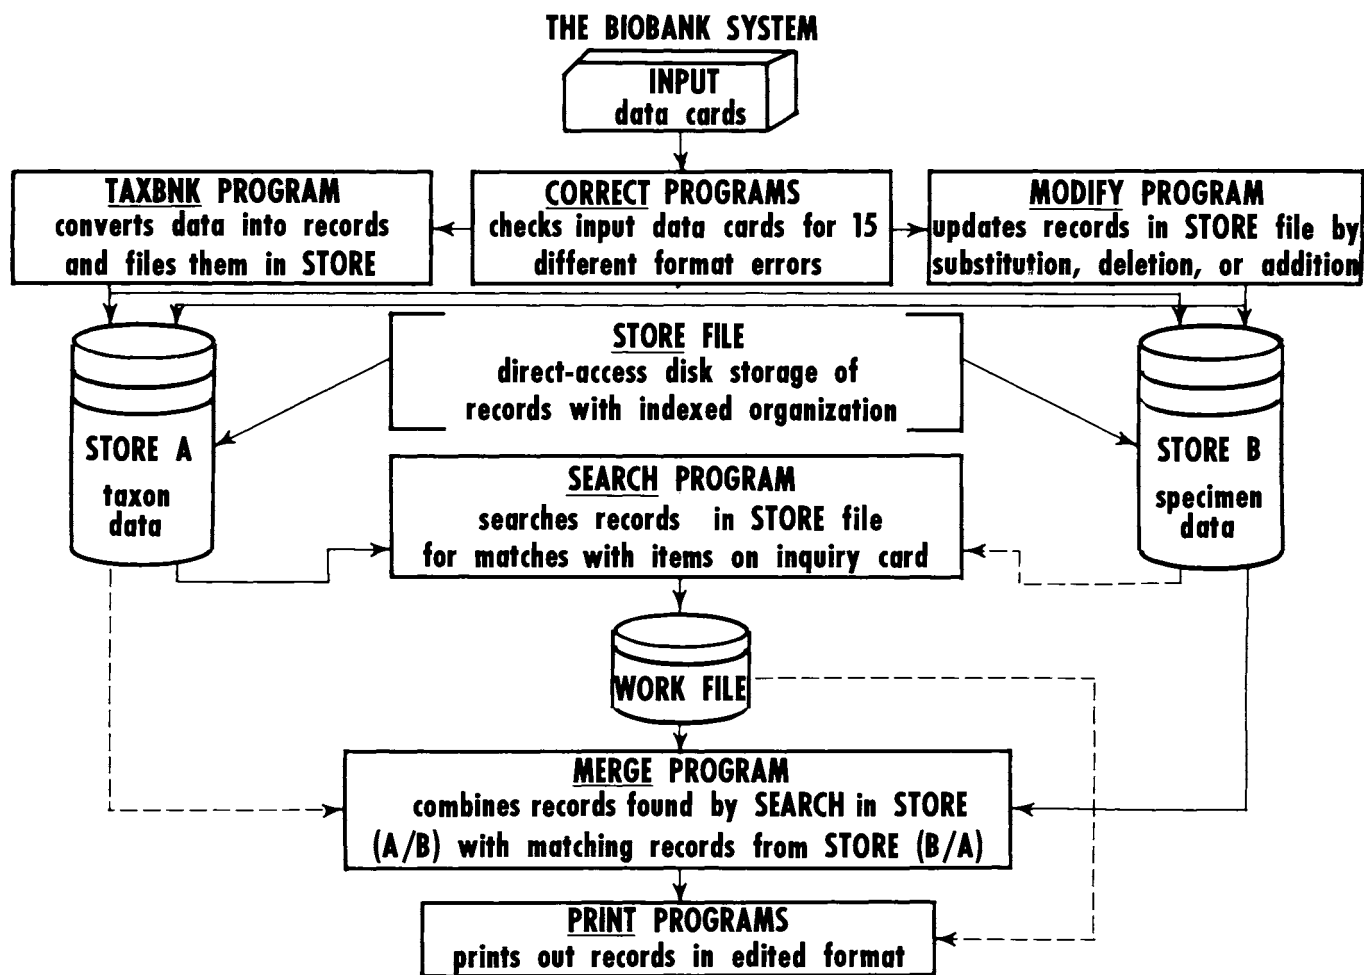 THE BIOBANK SYSTEM
INPUT
data cards
TAXBNK PROGRAM
converts data into records
and files them in STORE
CORRECT PROGRAMS
checks input data cards for 15
different format errors
MODIFY PROGRAM
updates records in STORE file by
substitution, deletion, or addition
STORE FILE
direct-access disk storage of
records with indexed organization
STORE A
taxon
data
STORE B
specimen
data
SEARCH PROGRAM
searches records in STORE file
for matches with items on inquiry card
WORK FILE
MERGE PROGRAM
combines records found by SEARCH in STORE
(A/B) with matching records from STORE (B/A)
PRINT PROGRAMS
prints out records in edited format